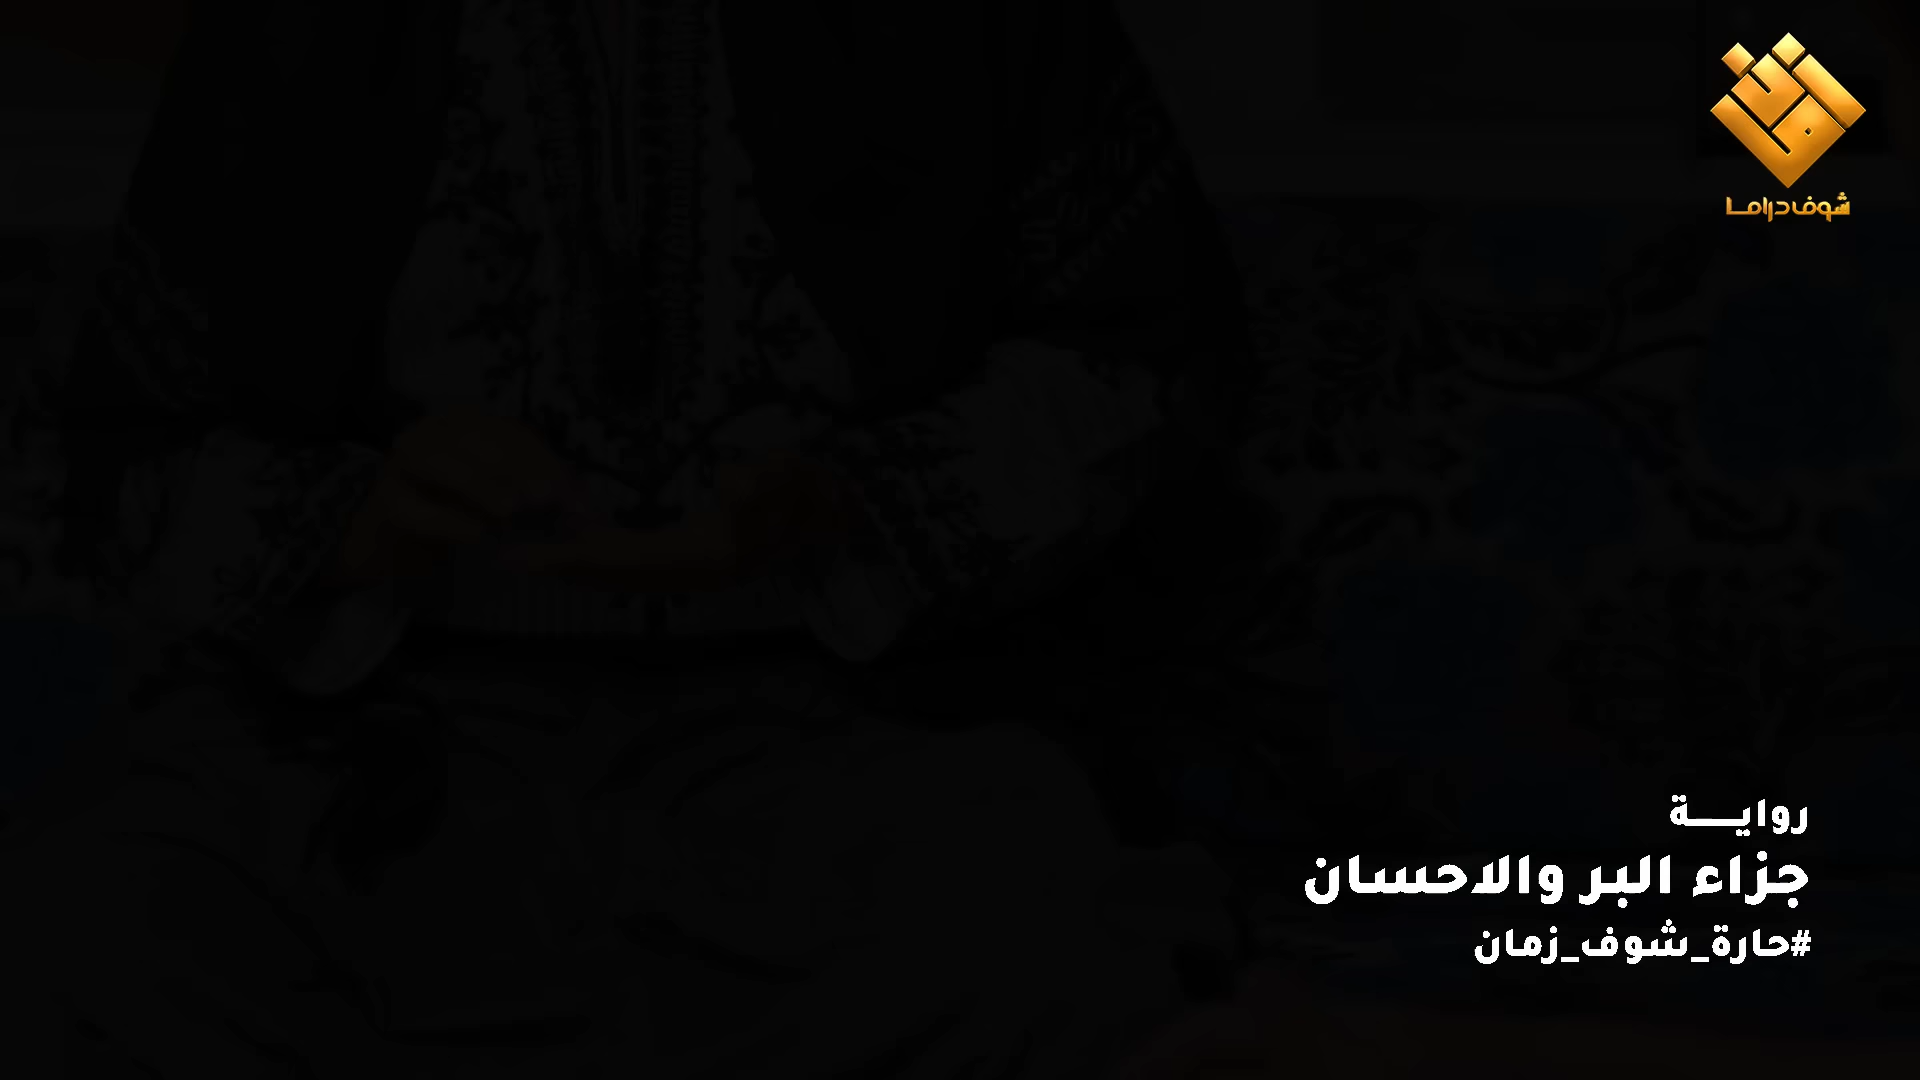 شوف دراما
روايـــة
جزاء البر والاحسان
#حارة_شوف_زمان